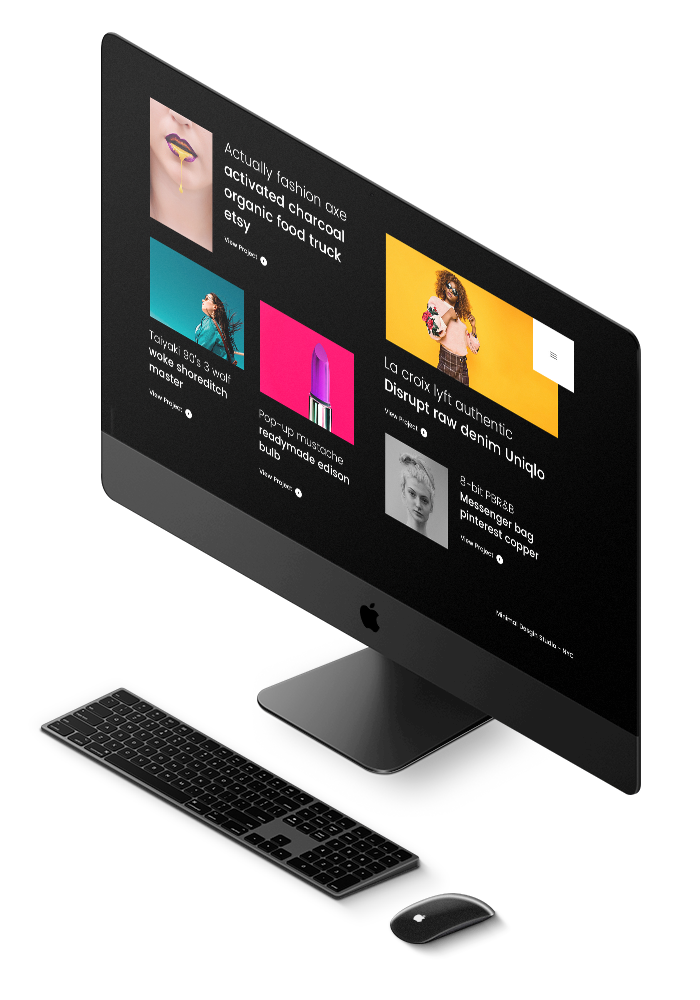 Actually fashion axe
activated charcoal
organic food truck
etsy
View Project
Taiyaki 90's 3 wolf
woke shoreditch
master
View Project
Pop-up mustache
readymade edison
bulb
View Project
La croix lyft authentic
Disrupt raw denim Uniqlo
View Project
8-bit PBR&B
Messenger bag
pinterest copper
View Project
Minimal Design Studio - NYC